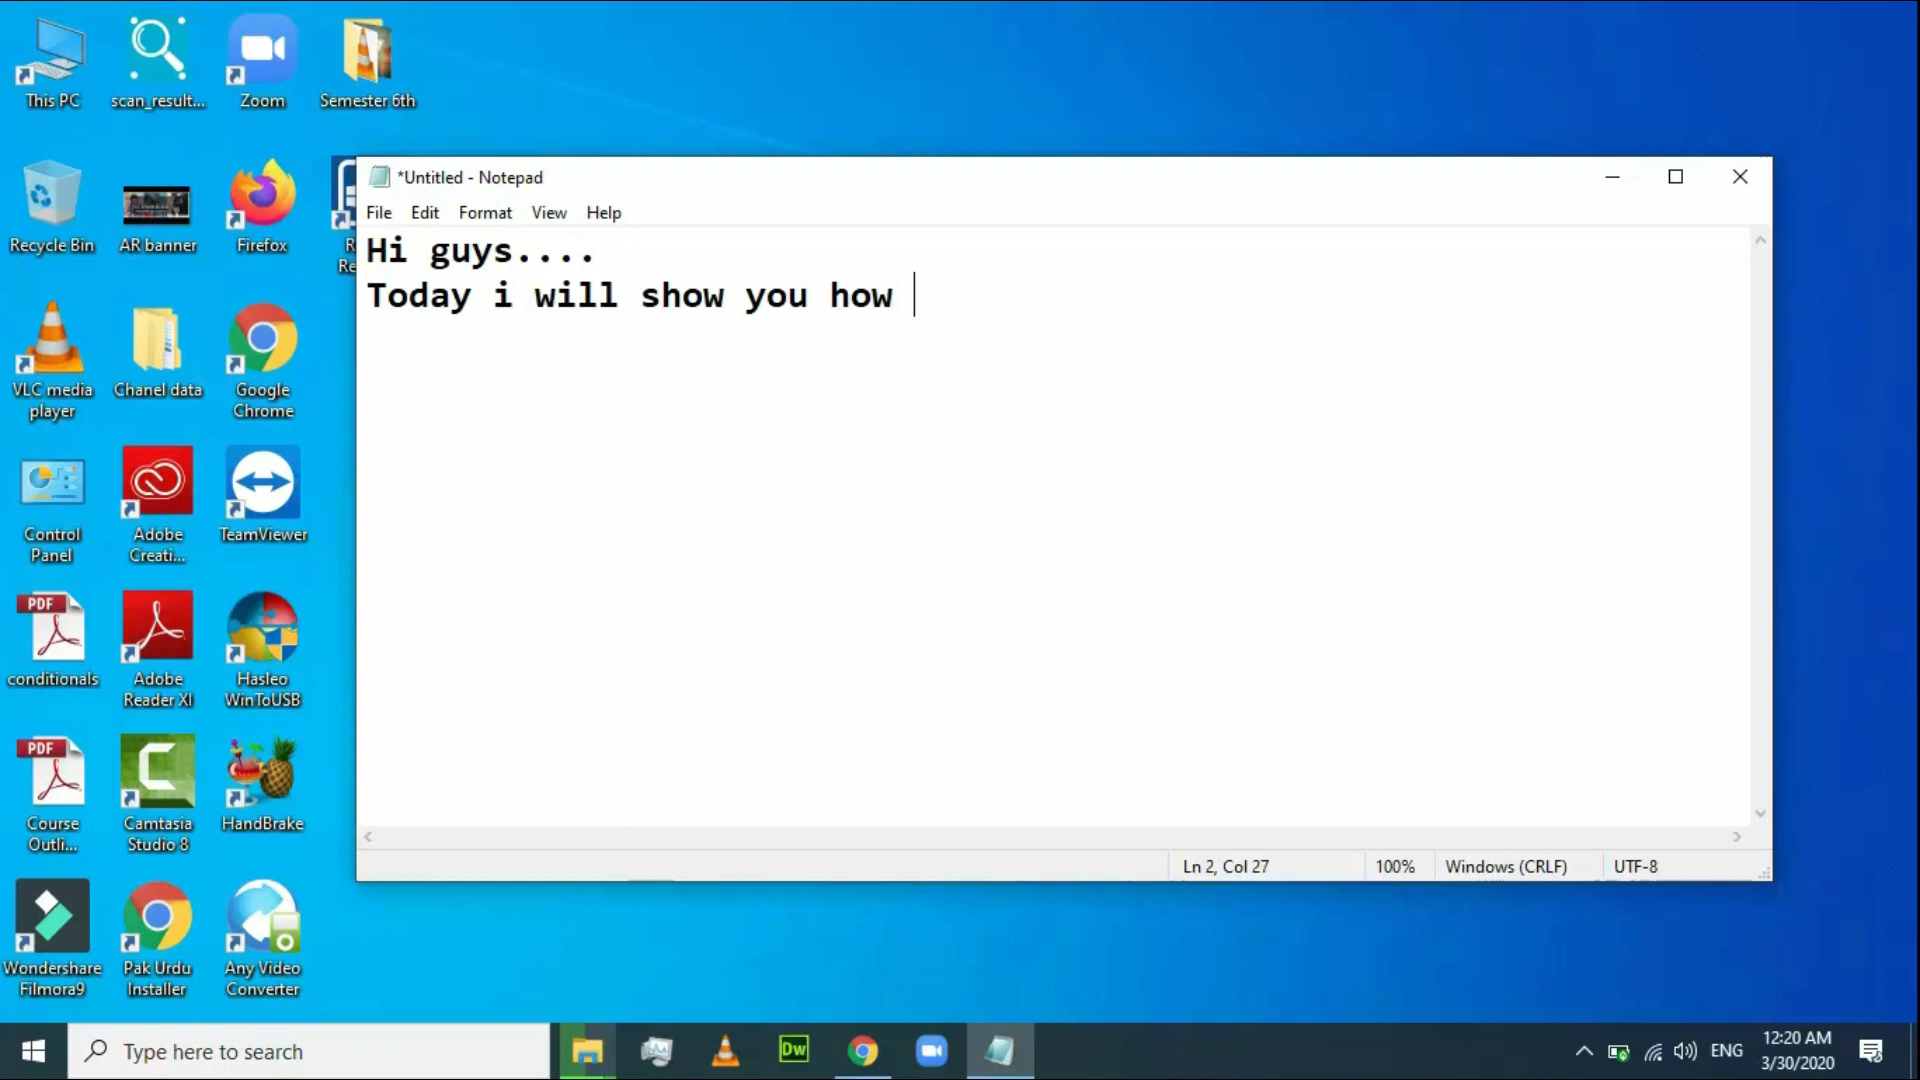 This PC
scan_result...
Zoom
Semester 6th
Recycle Bin
AR banner
Firefox
R
Re
*Untitled - Notepad
File Edit Format View Help
Hi guys....
Today i will show you how
VLC media
player
Chanel data
Google
Chrome
Control
Panel
Adobe
Creati...
TeamViewer
PDF
conditionals
Adobe
Reader XI
Hasleo
WinToUSB
PDF
Course
Outli...
Camtasia
Studio 8
HandBrake
Ln 2, Col 27
100%
Windows (CRLF)
UTF-8
Wondershare
Filmora9
Pak Urdu
Installer
Any Video
Converter
Type here to search
Dw
ENG
12:20 AM
3/30/2020